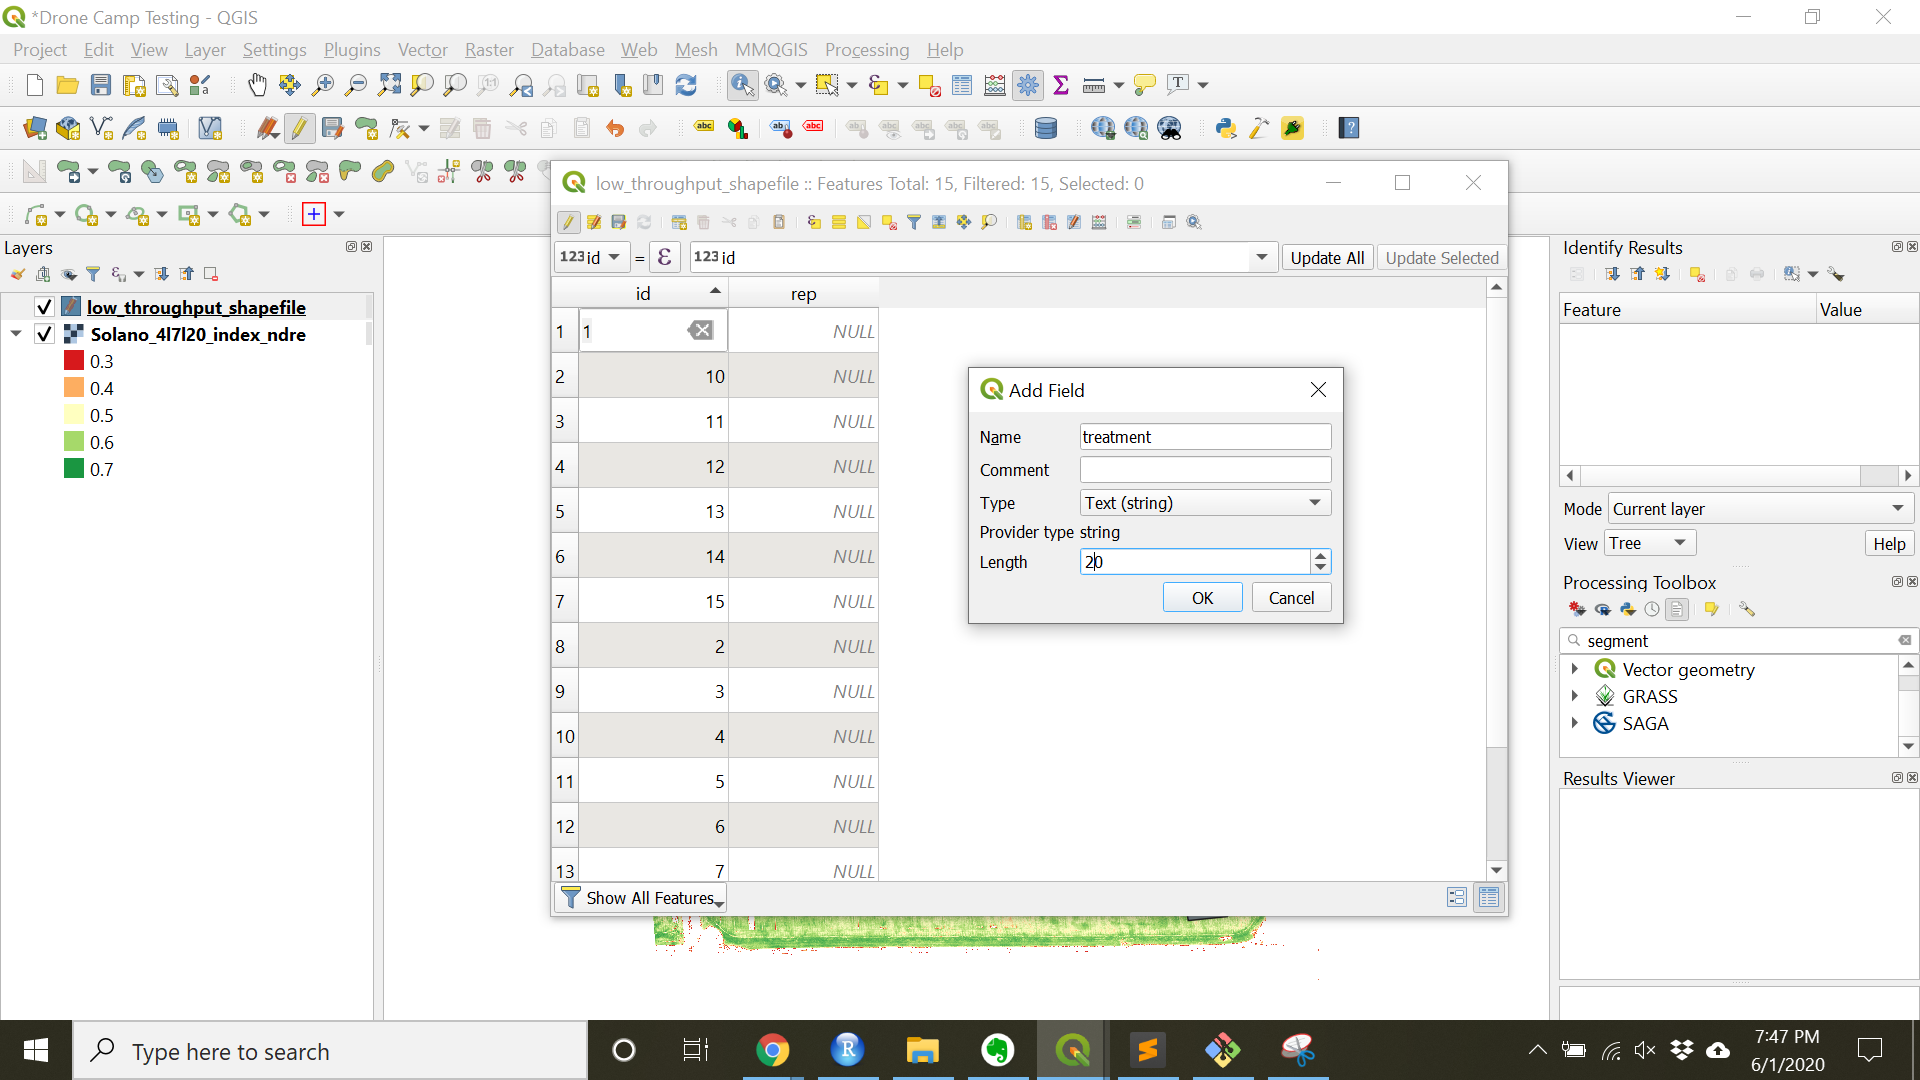 *Drone Camp Testing - QGIS
Project Edit View Layer Settings Plugins Vector Raster Database Web Mesh MMQGIS Processing Help
low_throughput_shapefile :: Features Total: 15, Filtered: 15, Selected: 0
123 id = ε 123 id Update All Update Selected
id rep
1 1 NULL
2 10 NULL
3 11 NULL
4 12 NULL
5 13 NULL
6 14 NULL
7 15 NULL
8 2 NULL
9 3 NULL
10 4 NULL
11 5 NULL
12 6 NULL
13 7 NULL
Show All Features
Add Field
Name treatment
Comment
Type Text (string)
Provider type string
Length 20
OK Cancel
Layers
low_throughput_shapefile
Solano_4l7l20_index_ndre
0.3
0.4
0.5
0.6
0.7
Identify Results
Feature Value
Mode Current layer
View Tree Help
Processing Toolbox
segment
Vector geometry
GRASS
SAGA
Results Viewer
Type here to search
7:47 PM
6/1/2020